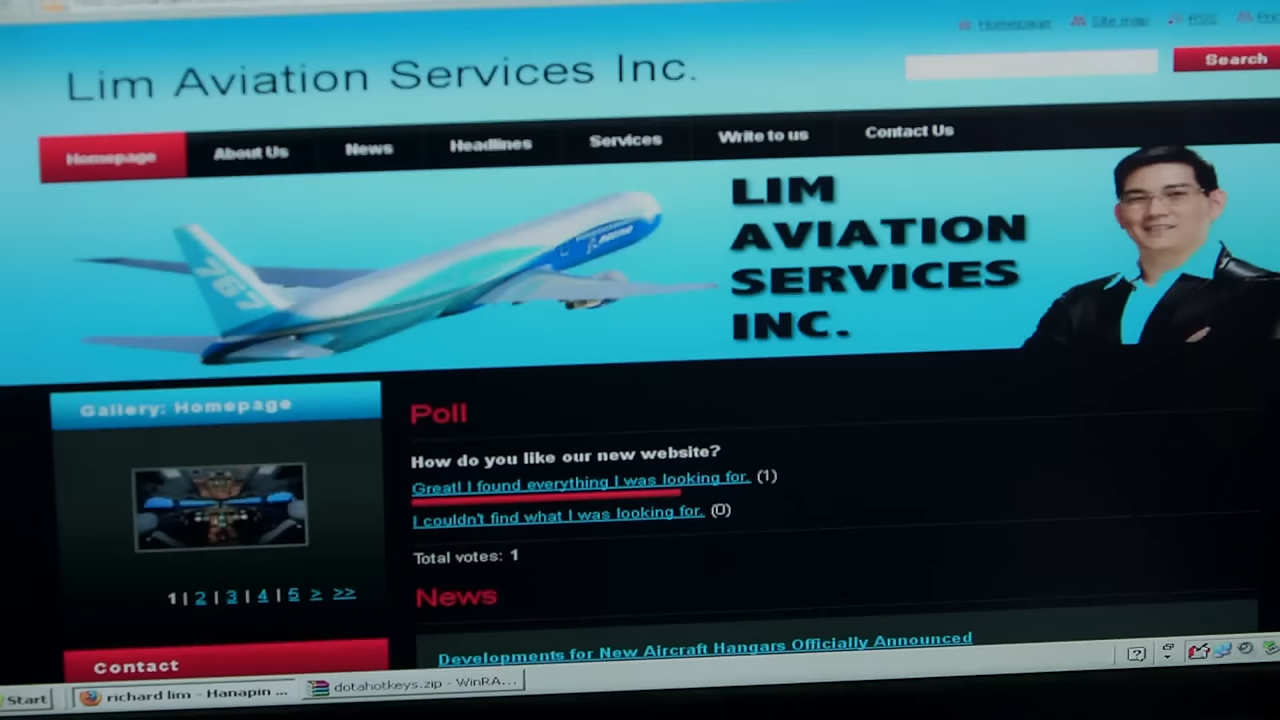 Homepage Site map RSS
Lim Aviation Services Inc.
Search
Homepage About Us News Headlines Services Write to us Contact Us
767
BOEING
LIM
AVIATION
SERVICES
INC.
Gallery: Homepage
1 | 2 | 3 | 4 | 5 > >>
Contact
Poll
How do you like our new website?
Great! I found everything I was looking for. (1)
I couldn't find what I was looking for. (0)
Total votes: 1
News
Developments for New Aircraft Hangars Officially Announced
Start richard lim - Hanapin ... dotahotkeys.zip - WinRA...